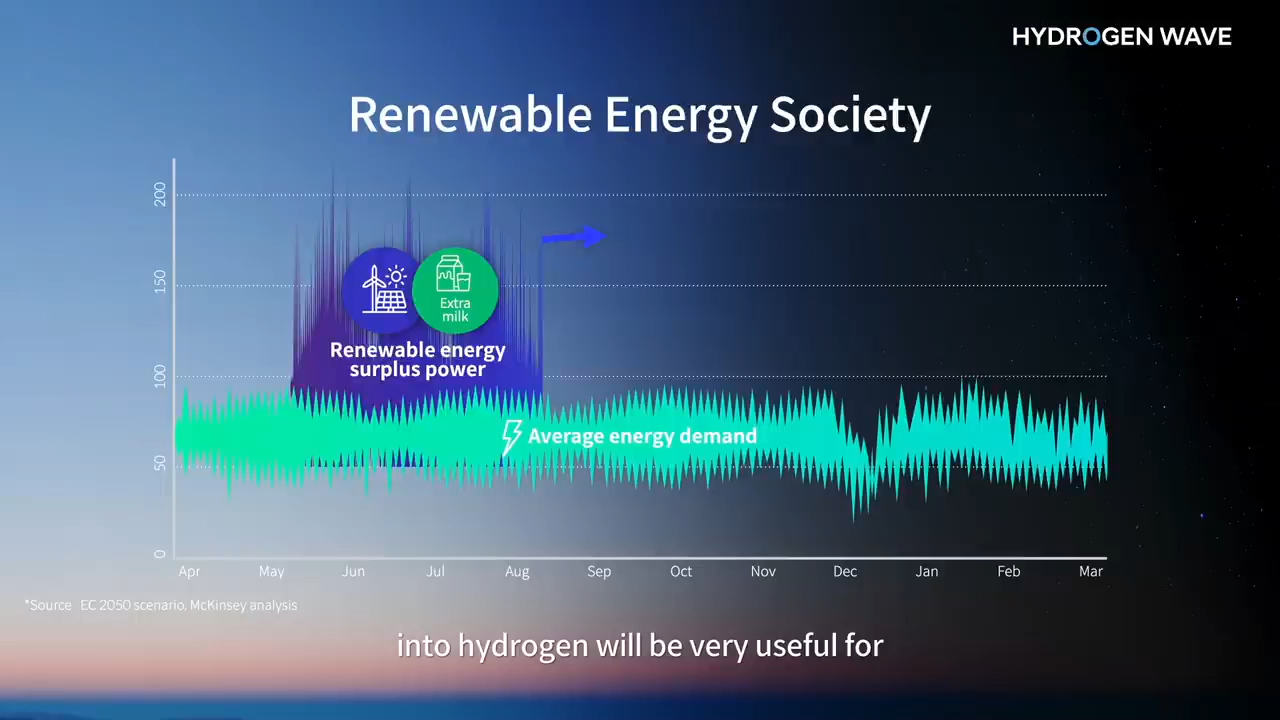 HYDROGEN WAVE
Renewable Energy Society
200
150
100
50
0
Extra
milk
Renewable energy
surplus power
Average energy demand
Apr May Jun Jul Aug Sep Oct Nov Dec Jan Feb Mar
*Source EC 2050 scenario, McKinsey analysis
into hydrogen will be very useful for